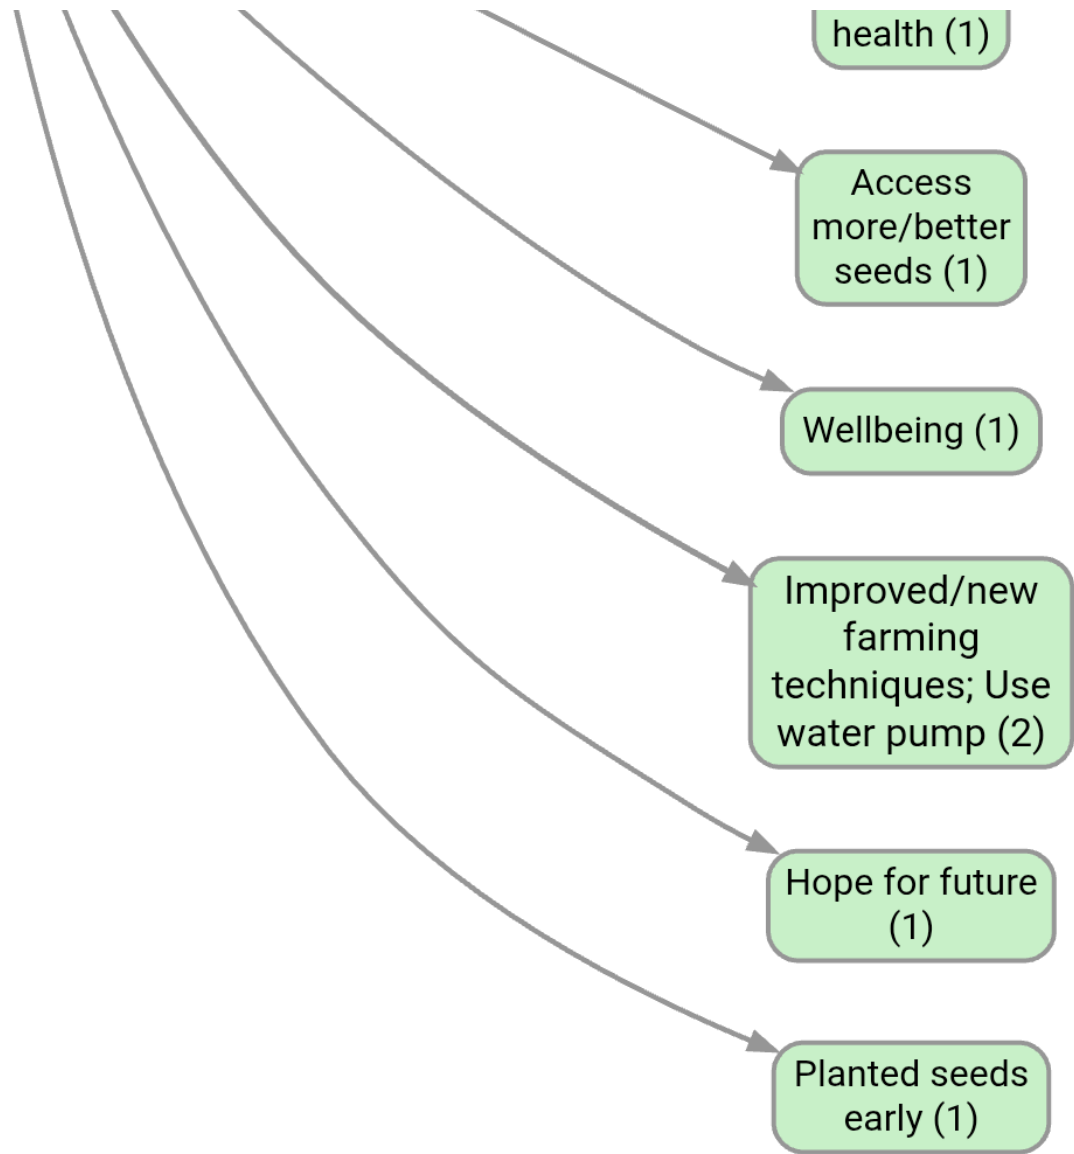 health (1)
Access
more/better
seeds (1)
Wellbeing (1)
Improved/new
farming
techniques; Use
water pump (2)
Hope for future
(1)
Planted seeds
early (1)